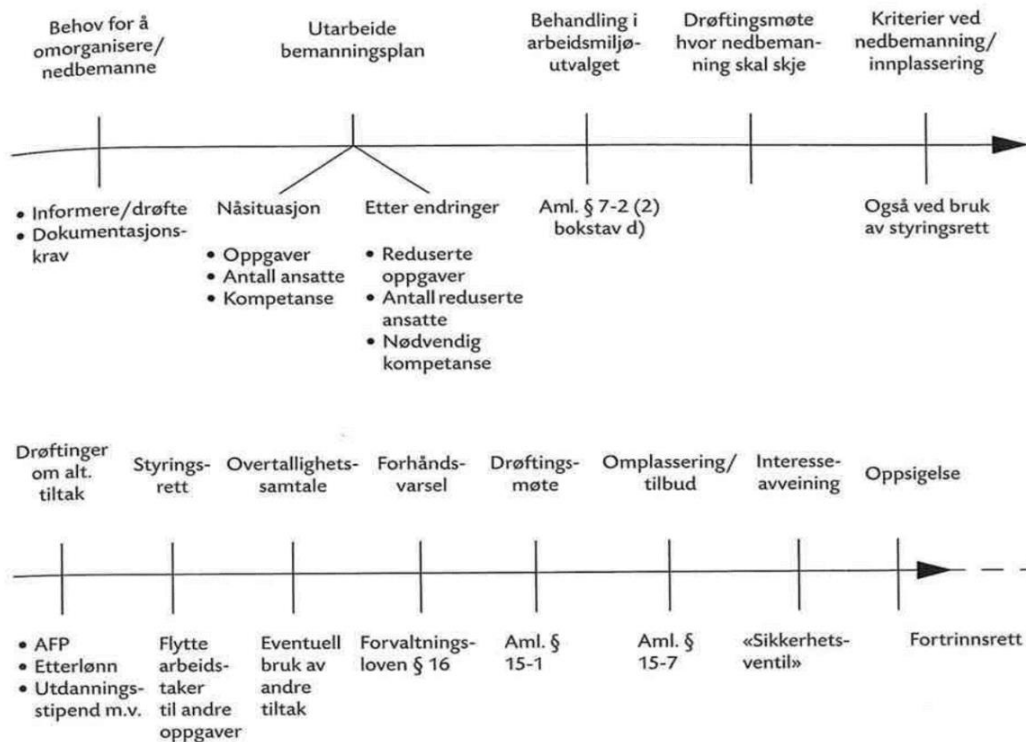 Behov for å
omorganisere/
nedbemanne
Utarbeide
bemanningsplan
Behandling i
arbeidsmiljø-
utvalget
Drøftingsmøte
hvor nedbeman-
ning skal skje
Kriterier ved
nedbemanning/
innplassering
• Informere/drøfte
• Dokumentasjons-
krav
Nåsituasjon
• Oppgaver
• Antall ansatte
• Kompetanse
Etter endringer
• Reduserte
oppgaver
• Antall reduserte
ansatte
• Nødvendig
kompetanse
Aml. § 7-2 (2)
bokstav d)
Også ved bruk
av styringsrett
Drøftinger
om alt.
tiltak
Styrings-
rett
Overtallighets-
samtale
Forhånds-
varsel
Drøftings-
møte
Omplassering/
tilbud
Interesse-
avveining
Oppsigelse
• AFP
• Etterlønn
• Utdannings-
stipend m.v.
Flytte
arbeids-
taker
til andre
oppgaver
Eventuell
bruk av
andre
tiltak
Forvaltnings-
loven § 16
Aml. §
15-1
Aml. §
15-7
«Sikkerhets-
ventil»
Fortrinnsrett